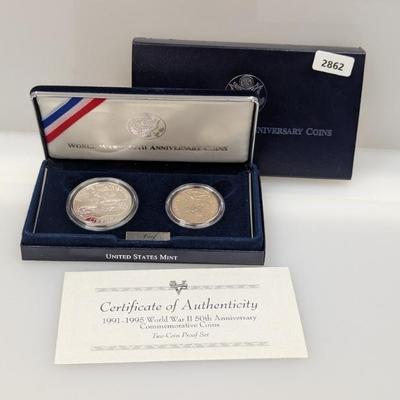 2862
ANNIVERSARY COINS
WORLD WAR II 50TH ANNIVERSARY COINS
Proof
UNITED STATES MINT
Certificate of Authenticity
1991-1995 World War II 50th Anniversary
Commemorative Coins
Two-Coin Proof Set